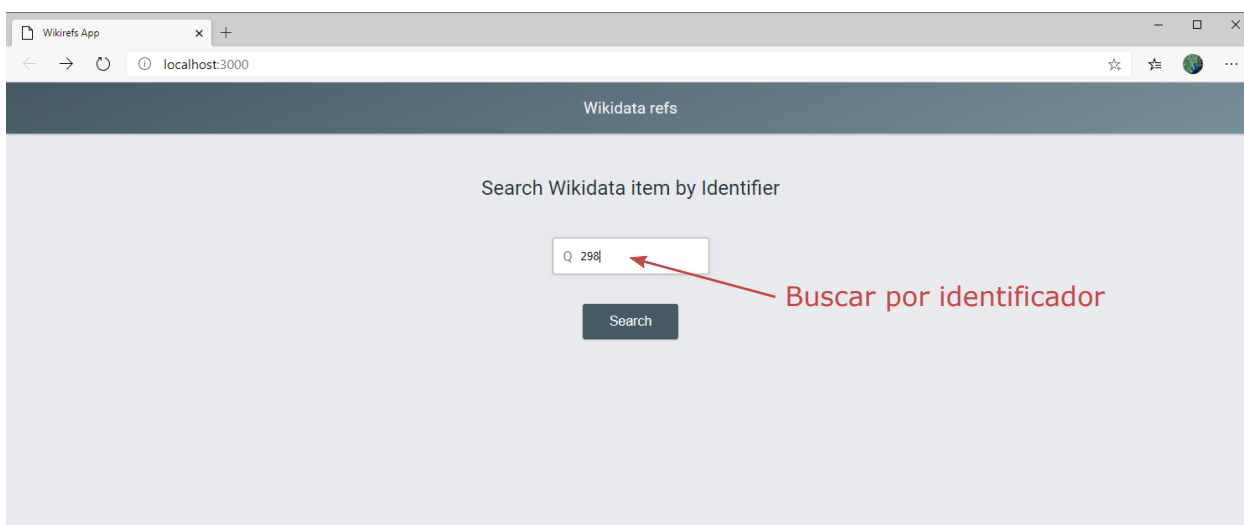 Wikirefs App
localhost:3000
Wikidata refs
Search Wikidata item by Identifier
Q 298
Buscar por identificador
Search